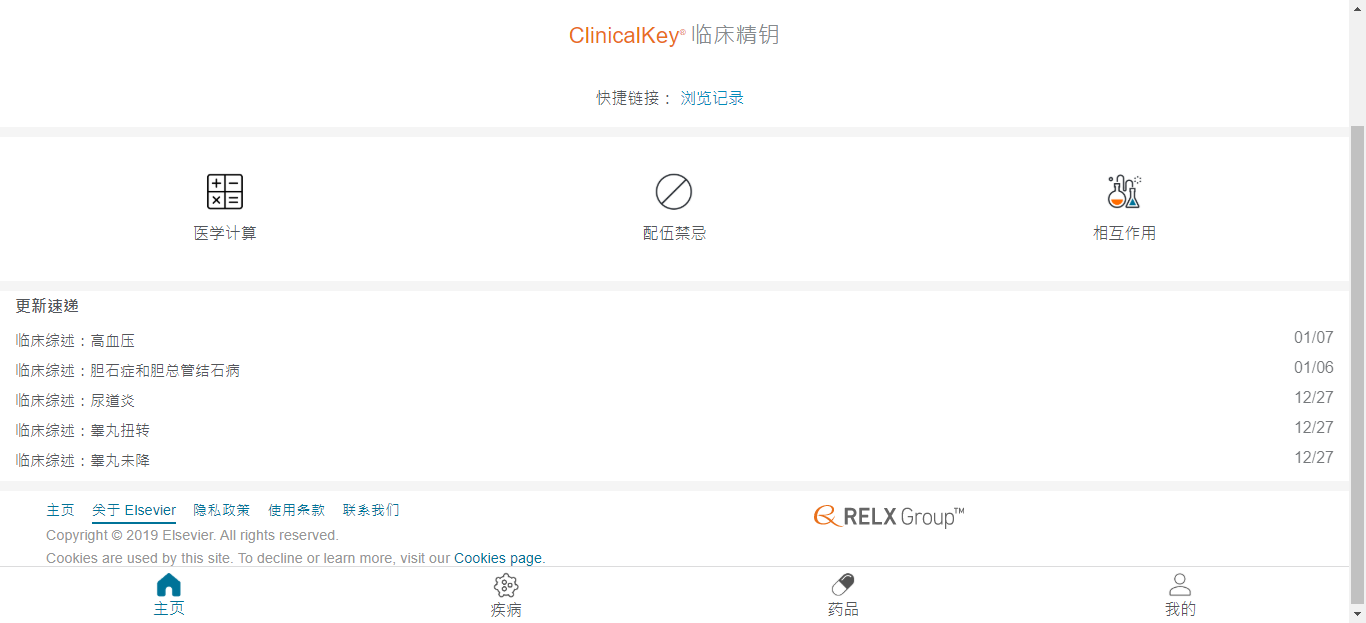 ClinicalKey® 临床精钥
快捷链接： 浏览记录
医学计算 配伍禁忌 相互作用
更新速递
临床综述：高血压 01/07
临床综述：胆石症和胆总管结石病 01/06
临床综述：尿道炎 12/27
临床综述：睾丸扭转 12/27
临床综述：睾丸未降 12/27
主页 关于 Elsevier 隐私政策 使用条款 联系我们
RELX Group™
Copyright © 2019 Elsevier. All rights reserved.
Cookies are used by this site. To decline or learn more, visit our Cookies page.
主页 疾病 药品 我的